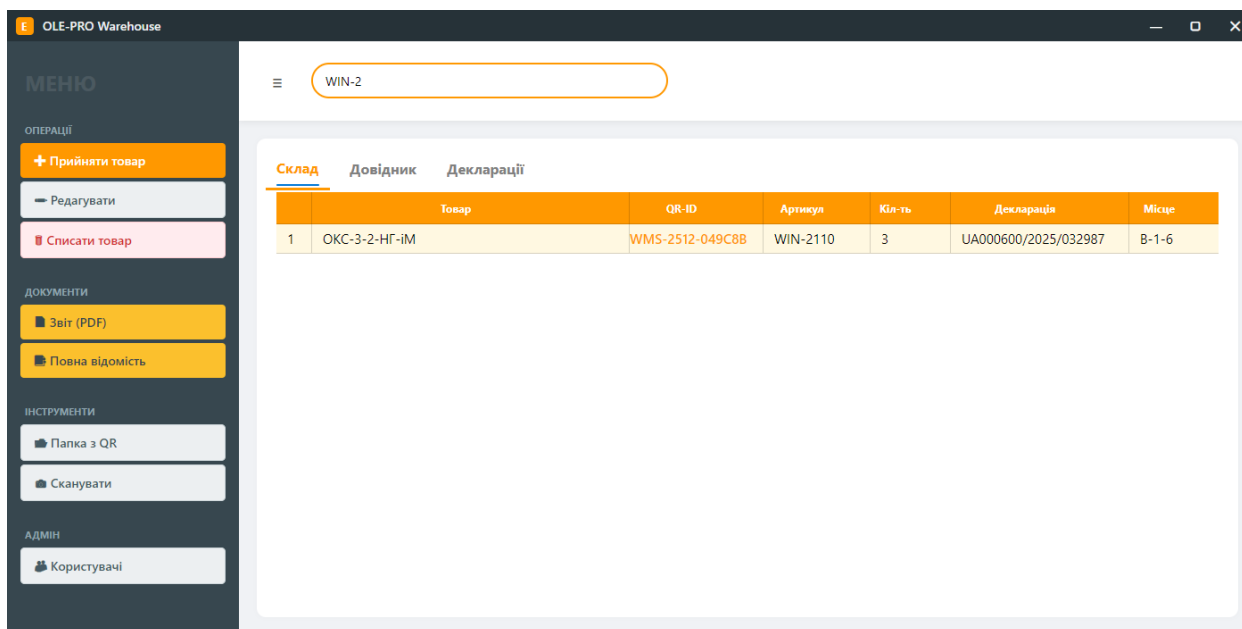 E OLE-PRO Warehouse
МЕНЮ
WIN-2
ОПЕРАЦІЇ
Прийняти товар
Редагувати
Списати товар
ДОКУМЕНТИ
Звіт (PDF)
Повна відомість
ІНСТРУМЕНТИ
Папка з QR
Сканувати
АДМІН
Користувачі
Склад Довідник Декларації
Товар QR-ID Артикул Кіл-ть Декларація Місце
1 ОКС-3-2-НГ-іМ WMS-2512-049C8B WIN-2110 3 UA000600/2025/032987 B-1-6